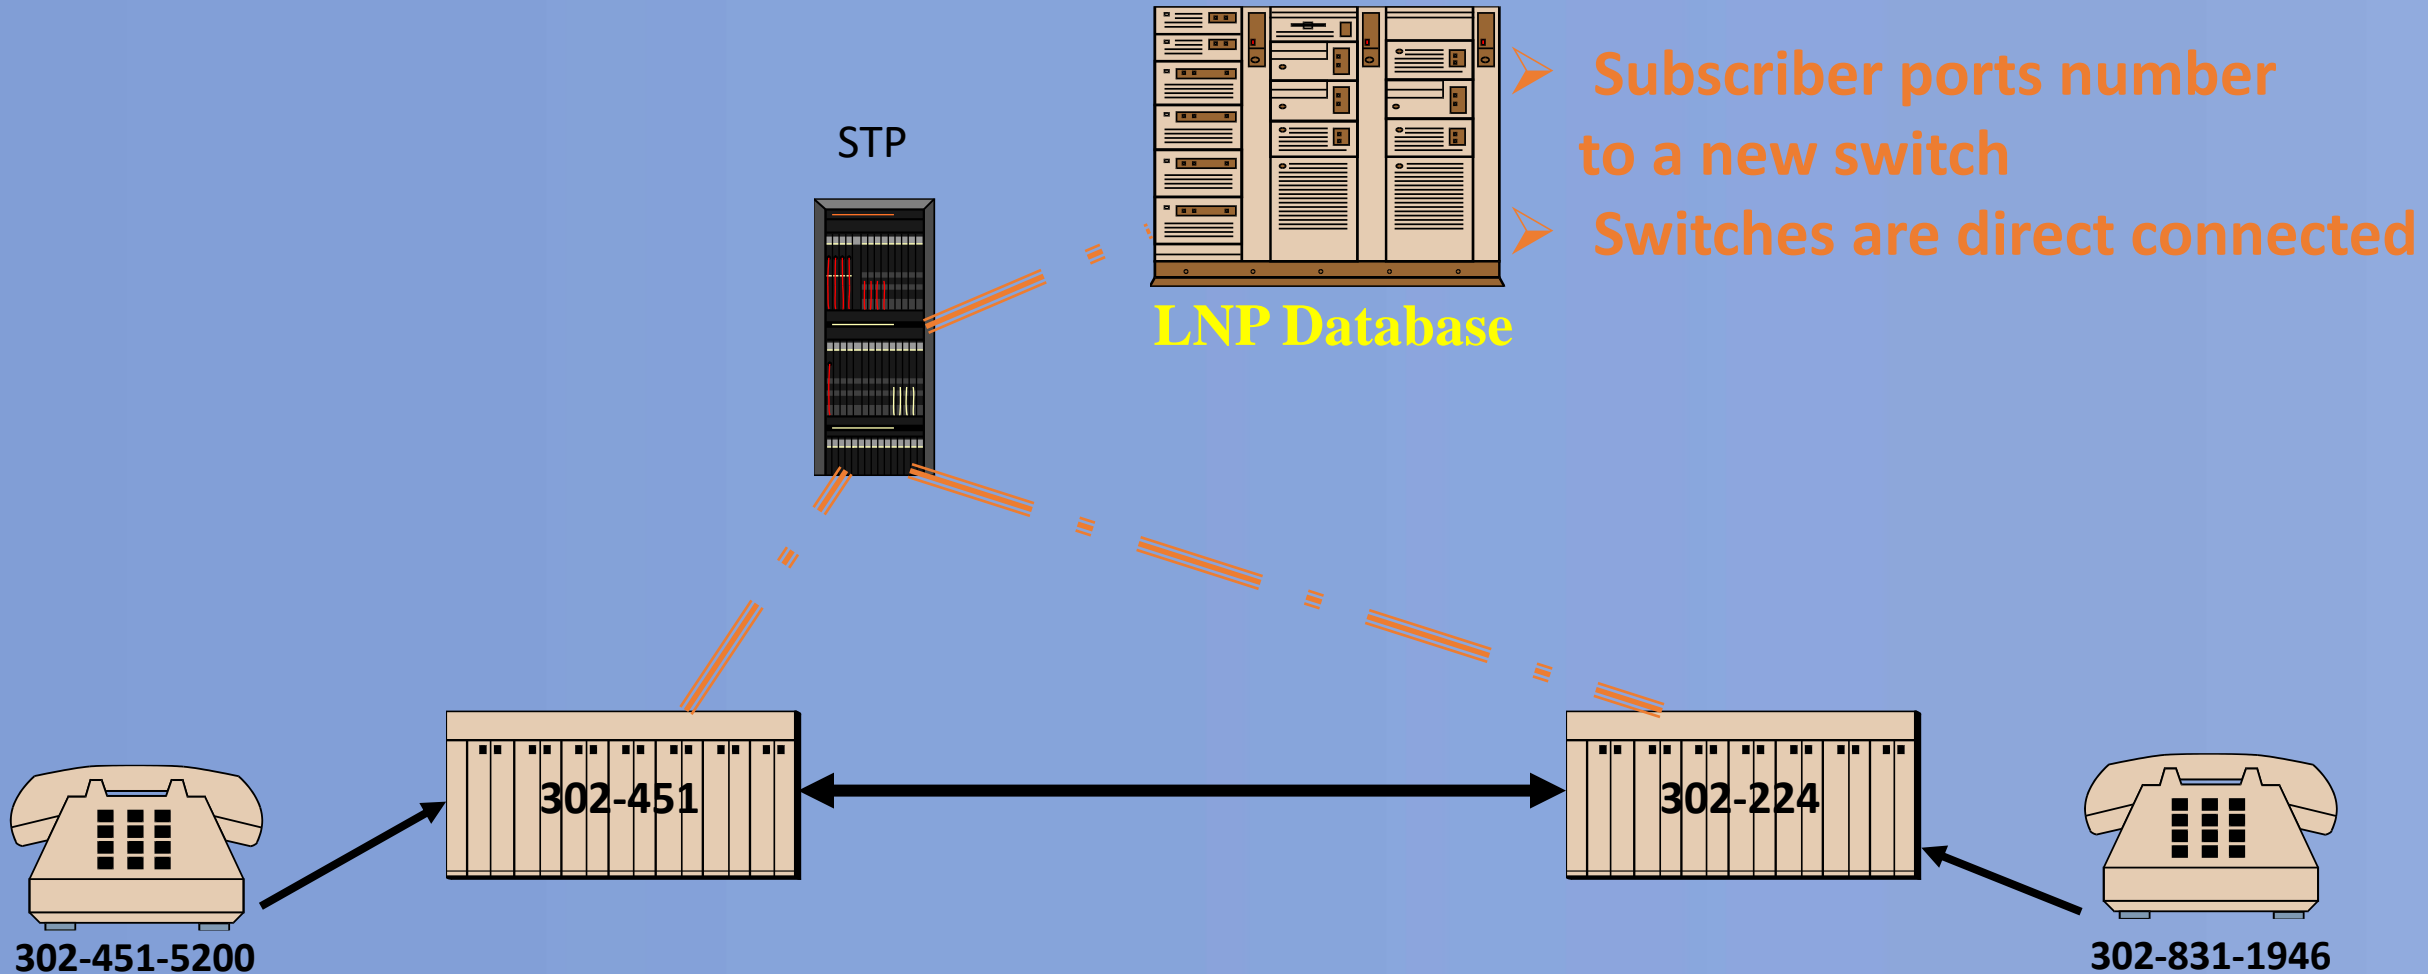 STP
➢ Subscriber ports number
to a new switch
➢ Switches are direct connected
LNP Database
302-451
302-224
302-451-5200
302-831-1946